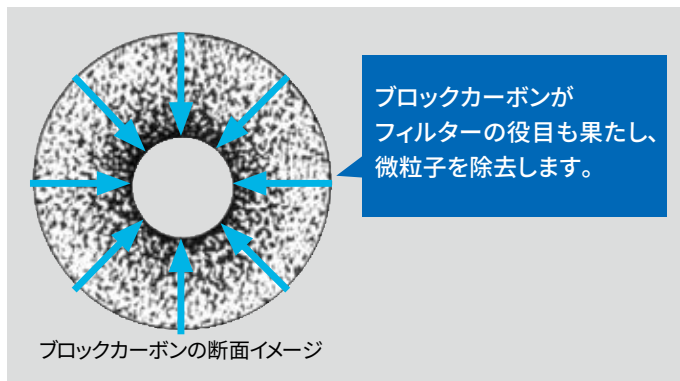 ブロックカーボンが
フィルターの役目も果たし、
微粒子を除去します。
ブロックカーボンの断面イメージ